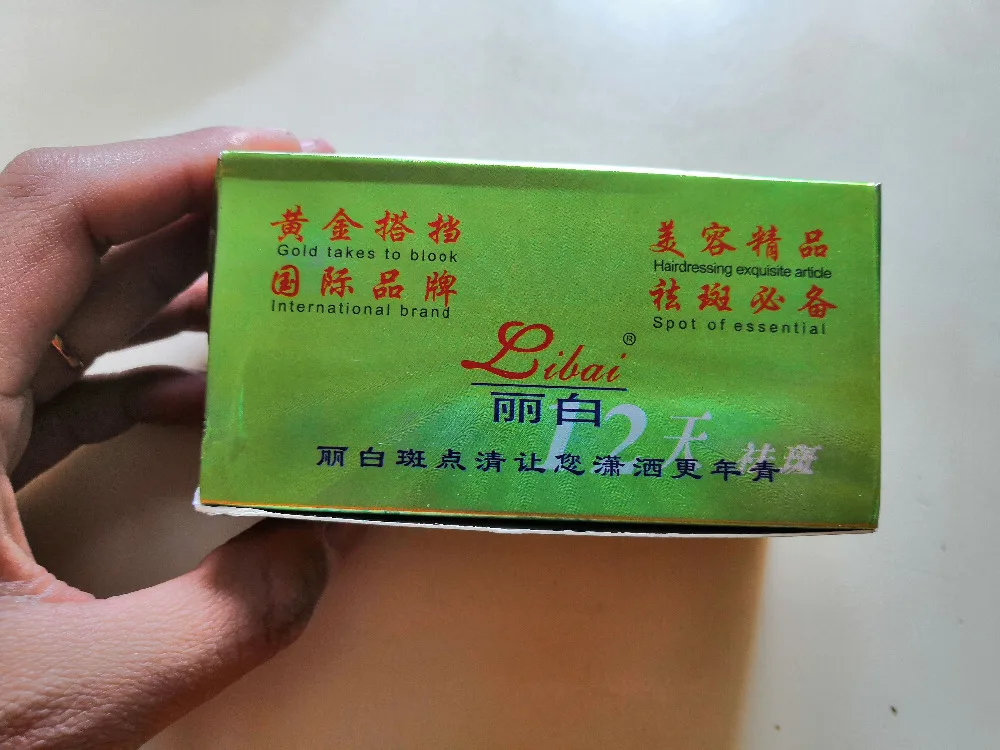 黄金搭挡
Gold takes to blook
国际品牌
International brand
美容精品
Hairdressing exquisite article
祛斑必备
Spot of essential
Libai®
丽白
12天祛斑
丽白斑点清让您潇洒更年青